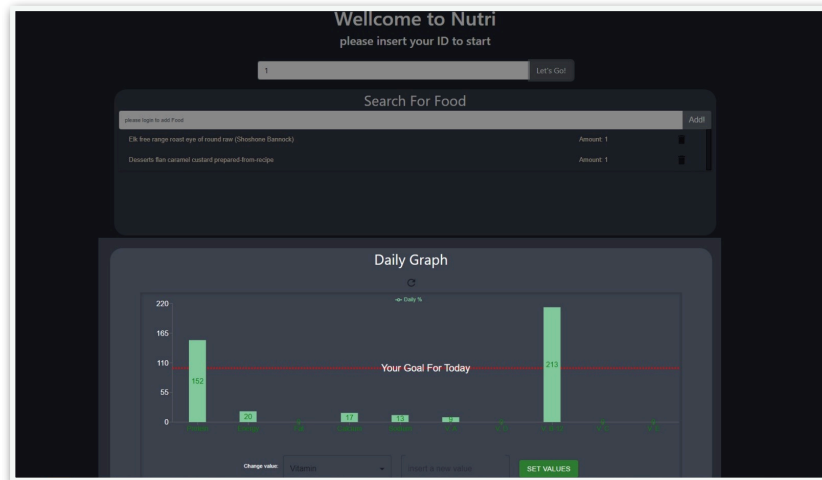 Wellcome to Nutri
please insert your ID to start
1
Let's Go!
Search For Food
please login to add Food
Add!
Elk free range roast eye of round raw (Shoshone Bannock)
Amount: 1
Desserts flan caramel custard prepared-from-recipe
Amount: 1
Daily Graph
Daily %
220
165
110
55
0
Your Goal For Today
152
20
17
13
8
213
Change value:
Vitamin
Insert a new value
SET VALUES